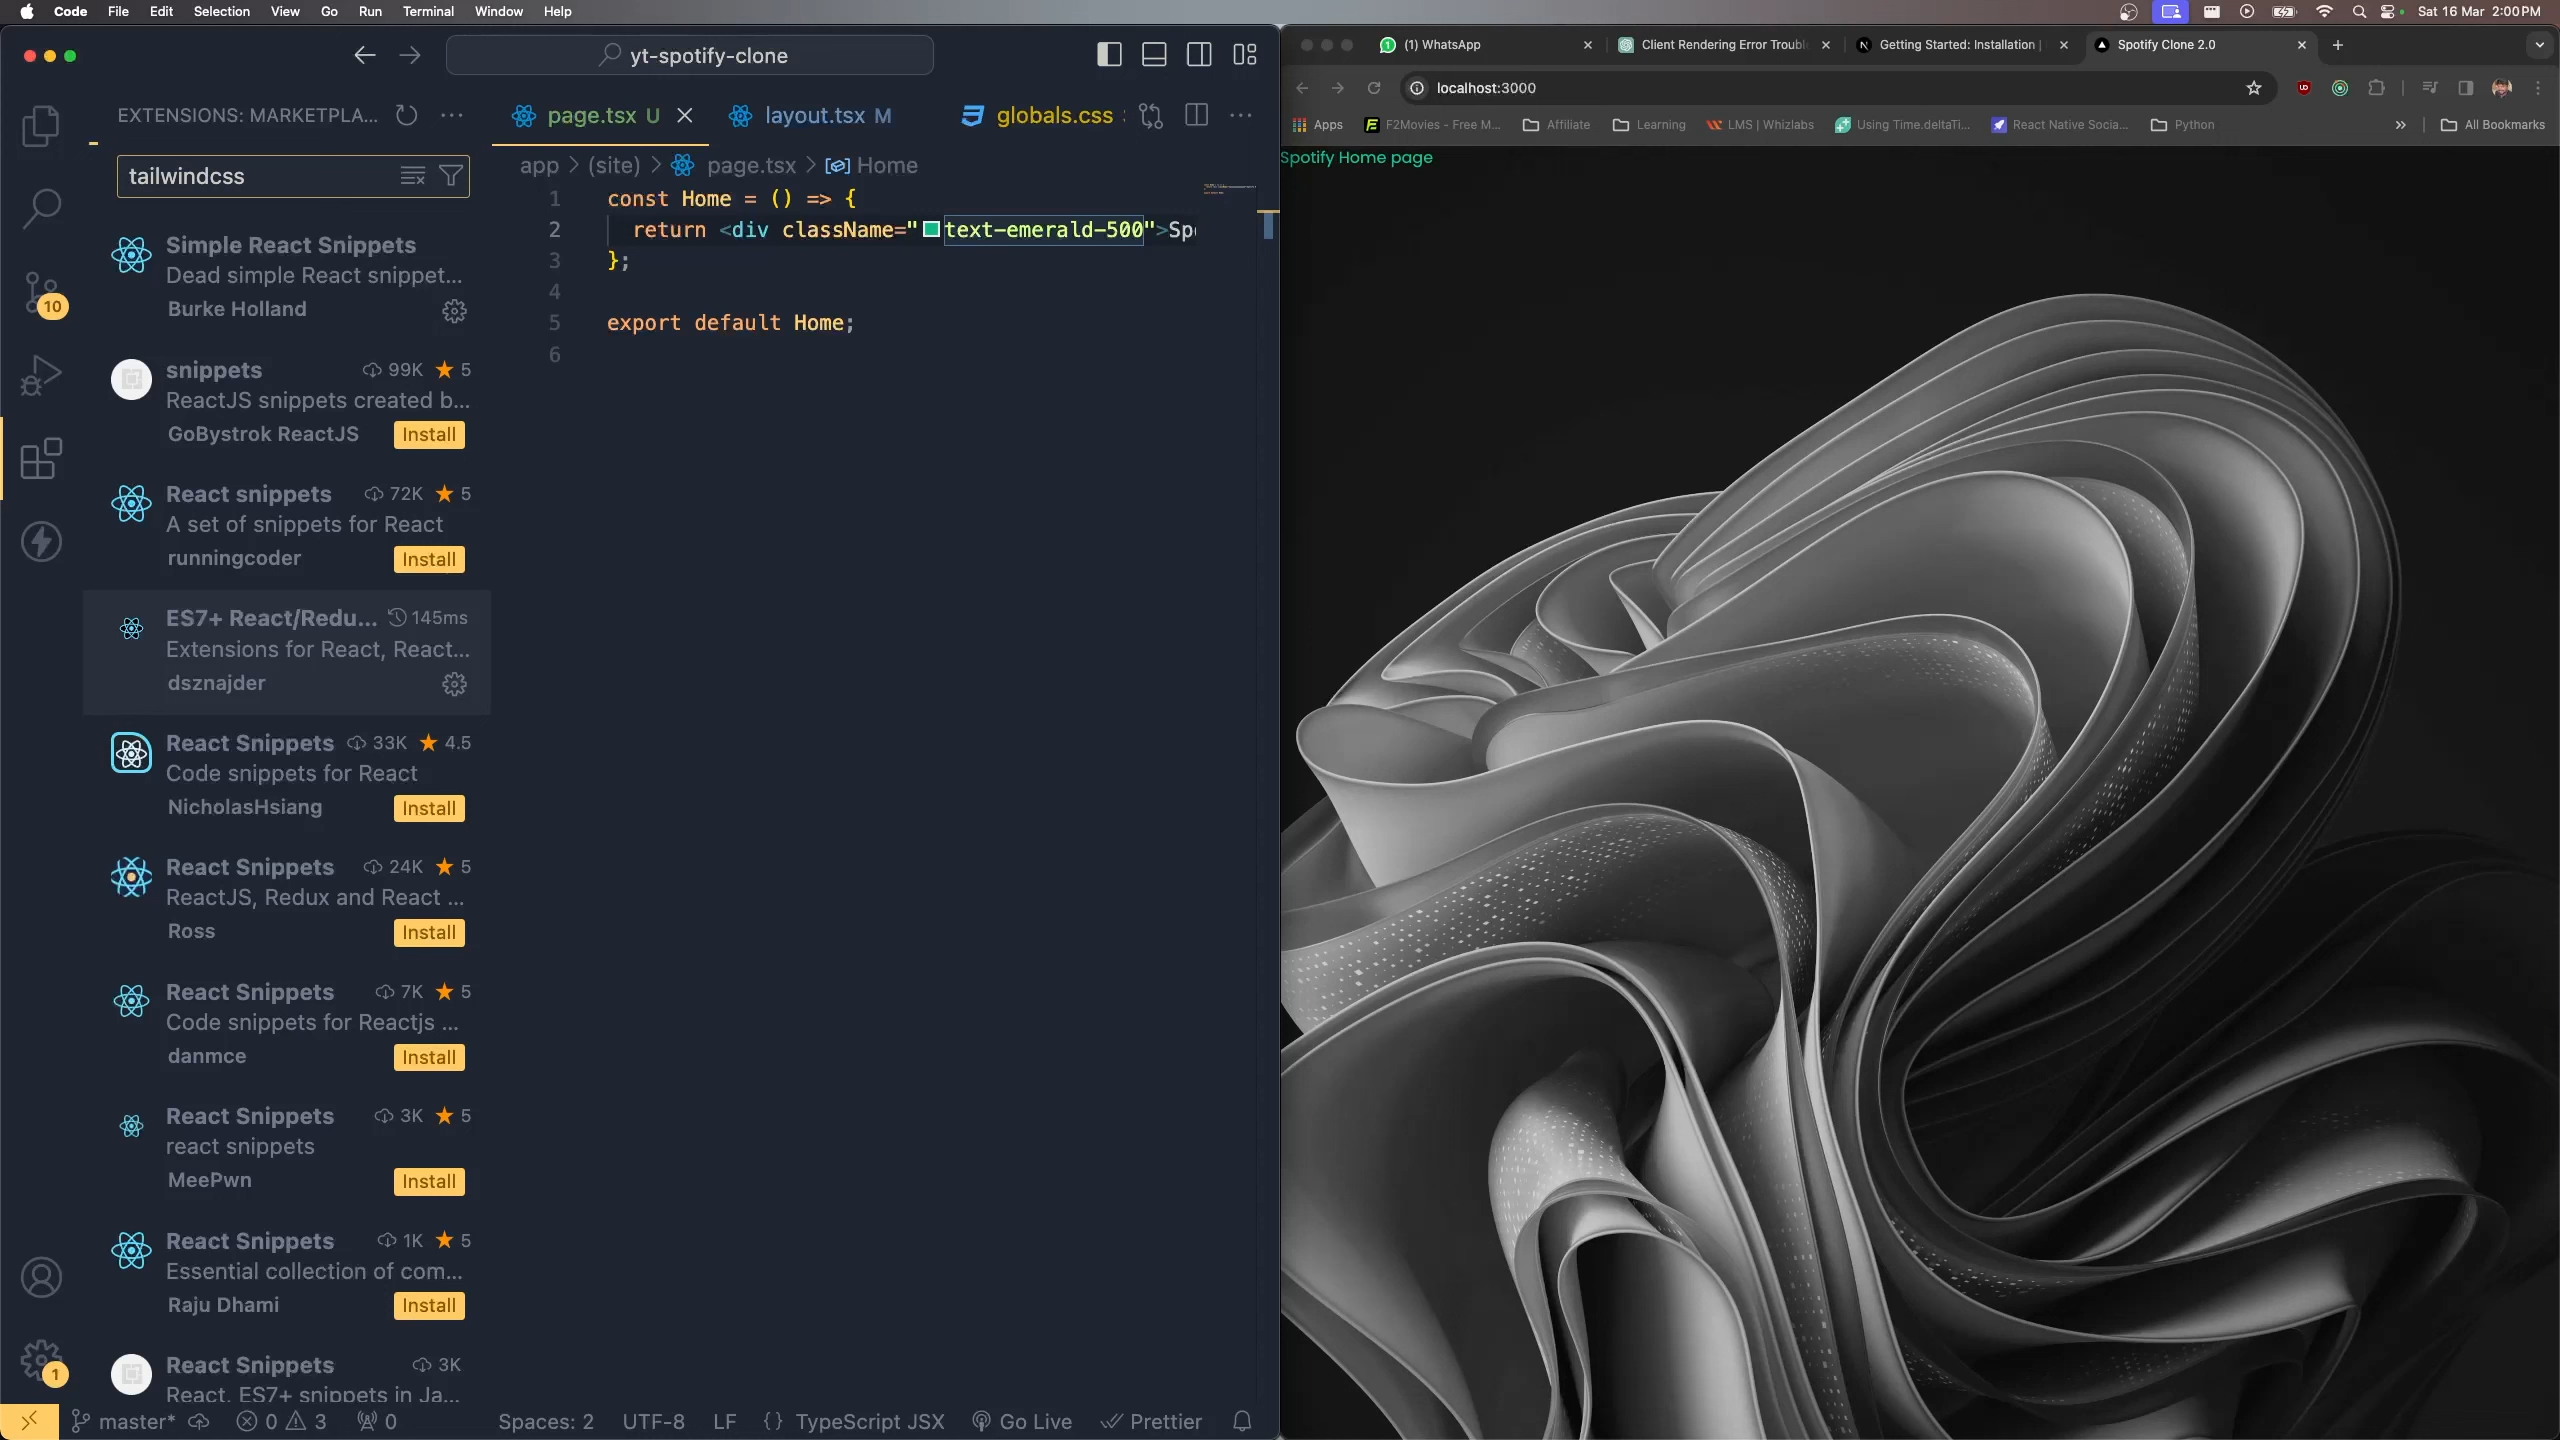 Code File Edit Selection View Go Run Terminal Window Help
Sat 16 Mar 2:00 PM
yt-spotify-clone
EXTENSIONS: MARKETPLA...
tailwindcss
Simple React Snippets
Dead simple React snippet...
Burke Holland
snippets 99K 5
ReactJS snippets created b...
GoBystrok ReactJS Install
React snippets 72K 5
A set of snippets for React
runningcoder Install
ES7+ React/Redu... 145ms
Extensions for React, React...
dsznajder
React Snippets 33K 4.5
Code snippets for React
NicholasHsiang Install
React Snippets 24K 5
ReactJS, Redux and React ...
Ross Install
React Snippets 7K 5
Code snippets for Reactjs ...
danmce Install
React Snippets 3K 5
react snippets
MeePwn Install
React Snippets 1K 5
Essential collection of com...
Raju Dhami Install
React Snippets 3K
React, ES7+ snippets in Ja...
10
1
page.tsx U layout.tsx M globals.css
app > (site) > page.tsx > Home
1 const Home = () => {
2 return <div className="text-emerald-500">Sp
3 };
4
5 export default Home;
6
master* 0 3 0 Spaces: 2 UTF-8 LF {} TypeScript JSX Go Live Prettier
(1) WhatsApp Client Rendering Error Troubl Getting Started: Installation | Spotify Clone 2.0
localhost:3000
Apps F2Movies - Free M... Affiliate Learning LMS | Whizlabs Using Time.deltaTi... React Native Socia... Python » All Bookmarks
Spotify Home page